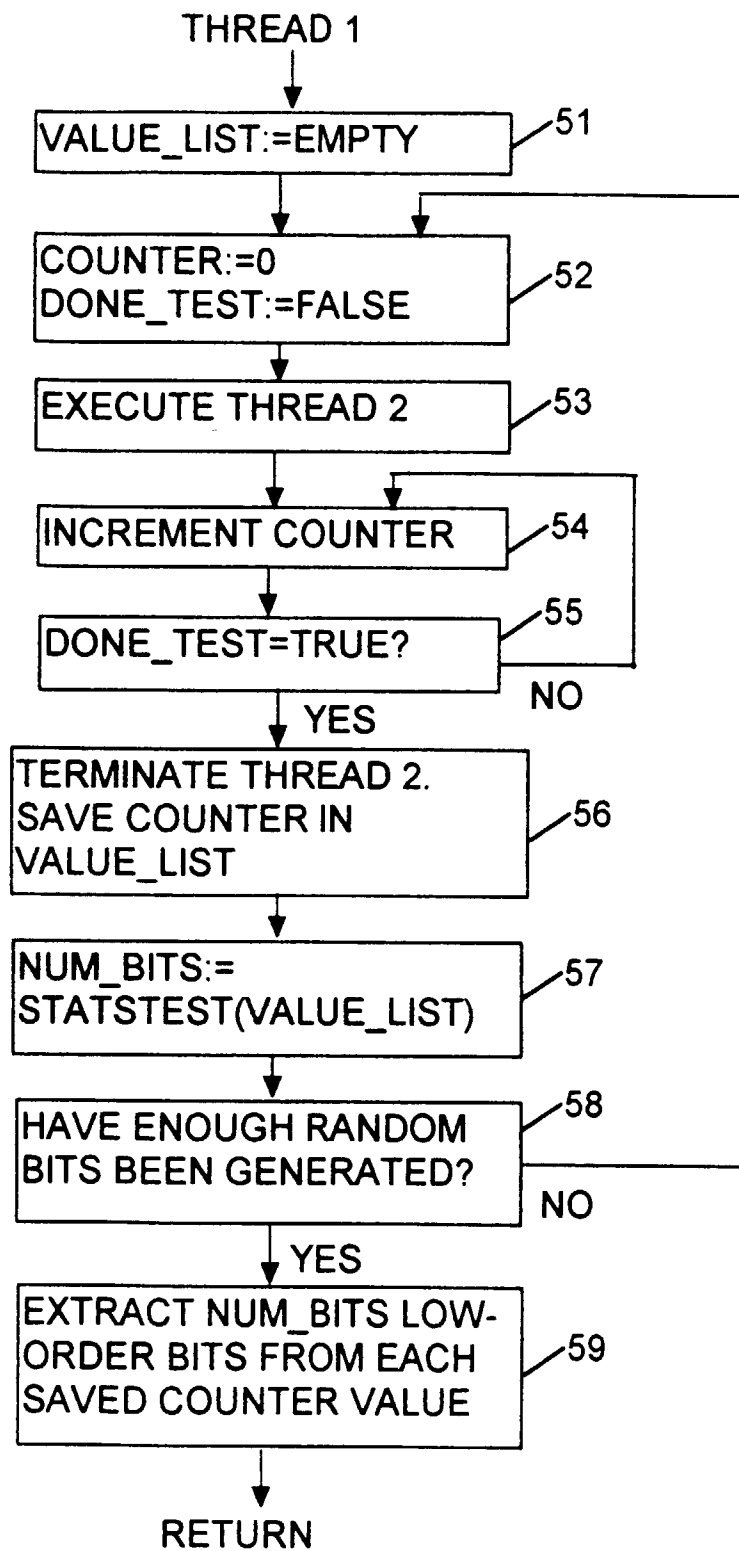 THREAD 1
VALUE_LIST:=EMPTY
51
COUNTER:=0
DONE_TEST:=FALSE
52
EXECUTE THREAD 2
53
INCREMENT COUNTER
54
DONE_TEST=TRUE?
55
NO
YES
TERMINATE THREAD 2.
SAVE COUNTER IN
VALUE_LIST
56
NUM_BITS:=
STATSTEST(VALUE_LIST)
57
HAVE ENOUGH RANDOM
BITS BEEN GENERATED?
58
NO
YES
EXTRACT NUM_BITS LOW-
ORDER BITS FROM EACH
SAVED COUNTER VALUE
59
RETURN